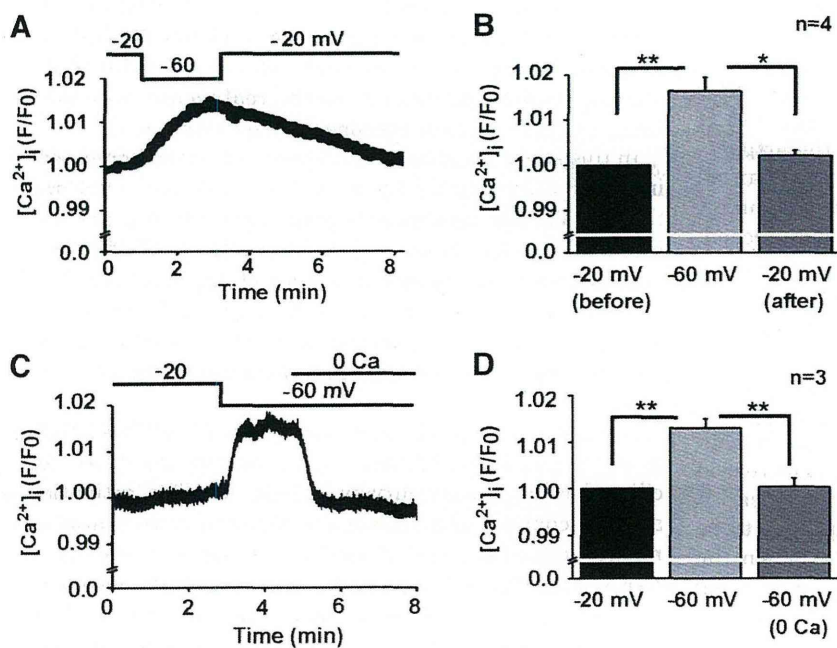 A
-20
-60
-20 mV
[Ca²⁺]i (F/F0)
1.02
1.01
1.00
0.99
0.0
0 2 4 6 8
Time (min)
B
n=4
** *
1.02
1.01
1.00
0.99
0.0
-20 mV -60 mV -20 mV
(before) (after)
C
0 Ca
-20
-60 mV
[Ca²⁺]i (F/F0)
1.02
1.01
1.00
0.99
0.0
0 2 4 6 8
Time (min)
D
n=3
** **
[Ca²⁺]i (F/F0)
1.02
1.01
1.00
0.99
0.0
-20 mV -60 mV -60 mV
(0 Ca)